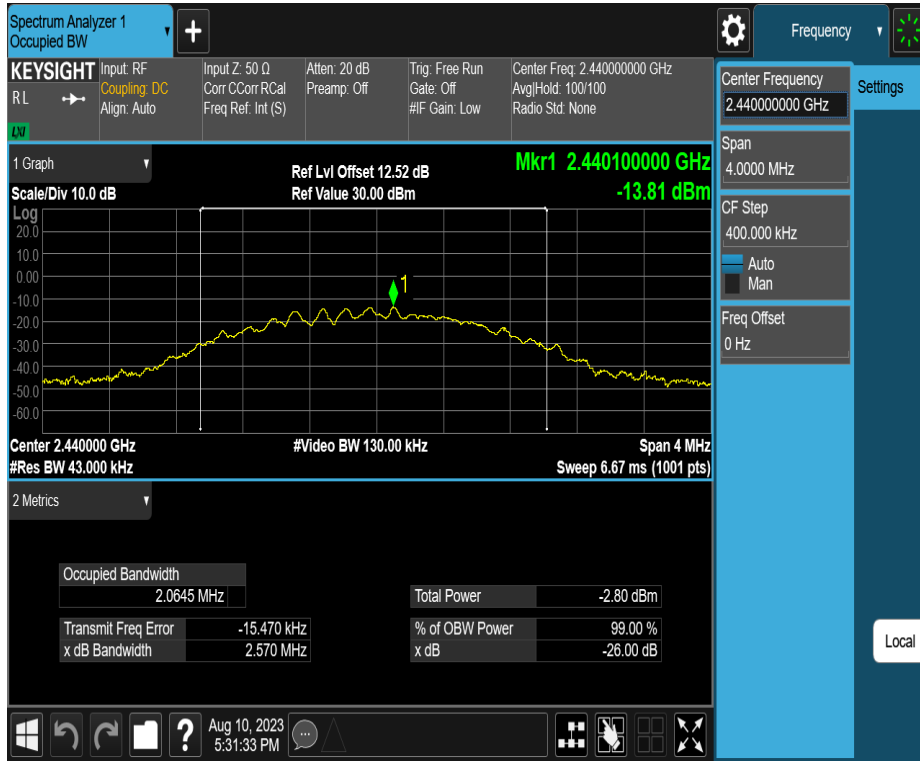 Spectrum Analyzer 1
Occupied BW
+
Frequency
KEYSIGHT
R L
LXI
Input: RF
Coupling: DC
Align: Auto
Input Z: 50 Ω
Corr CCorr RCal
Freq Ref: Int (S)
Atten: 20 dB
Preamp: Off
Trig: Free Run
Gate: Off
#IF Gain: Low
Center Freq: 2.440000000 GHz
Avg|Hold: 100/100
Radio Std: None
Center Frequency
2.440000000 GHz
Settings
Span
4.0000 MHz
CF Step
400.000 kHz
Auto
Man
Freq Offset
0 Hz
Local
1 Graph
Scale/Div 10.0 dB
Ref Lvl Offset 12.52 dB
Ref Value 30.00 dBm
Mkr1 2.440100000 GHz
-13.81 dBm
Log
20.0
10.0
0.00
-10.0
-20.0
-30.0
-40.0
-50.0
-60.0
1
Center 2.440000 GHz
#Video BW 130.00 kHz
Span 4 MHz
#Res BW 43.000 kHz
Sweep 6.67 ms (1001 pts)
2 Metrics
Occupied Bandwidth
2.0645 MHz
Total Power -2.80 dBm
Transmit Freq Error -15.470 kHz
% of OBW Power 99.00 %
x dB Bandwidth 2.570 MHz
x dB -26.00 dB
?
Aug 10, 2023
5:31:33 PM